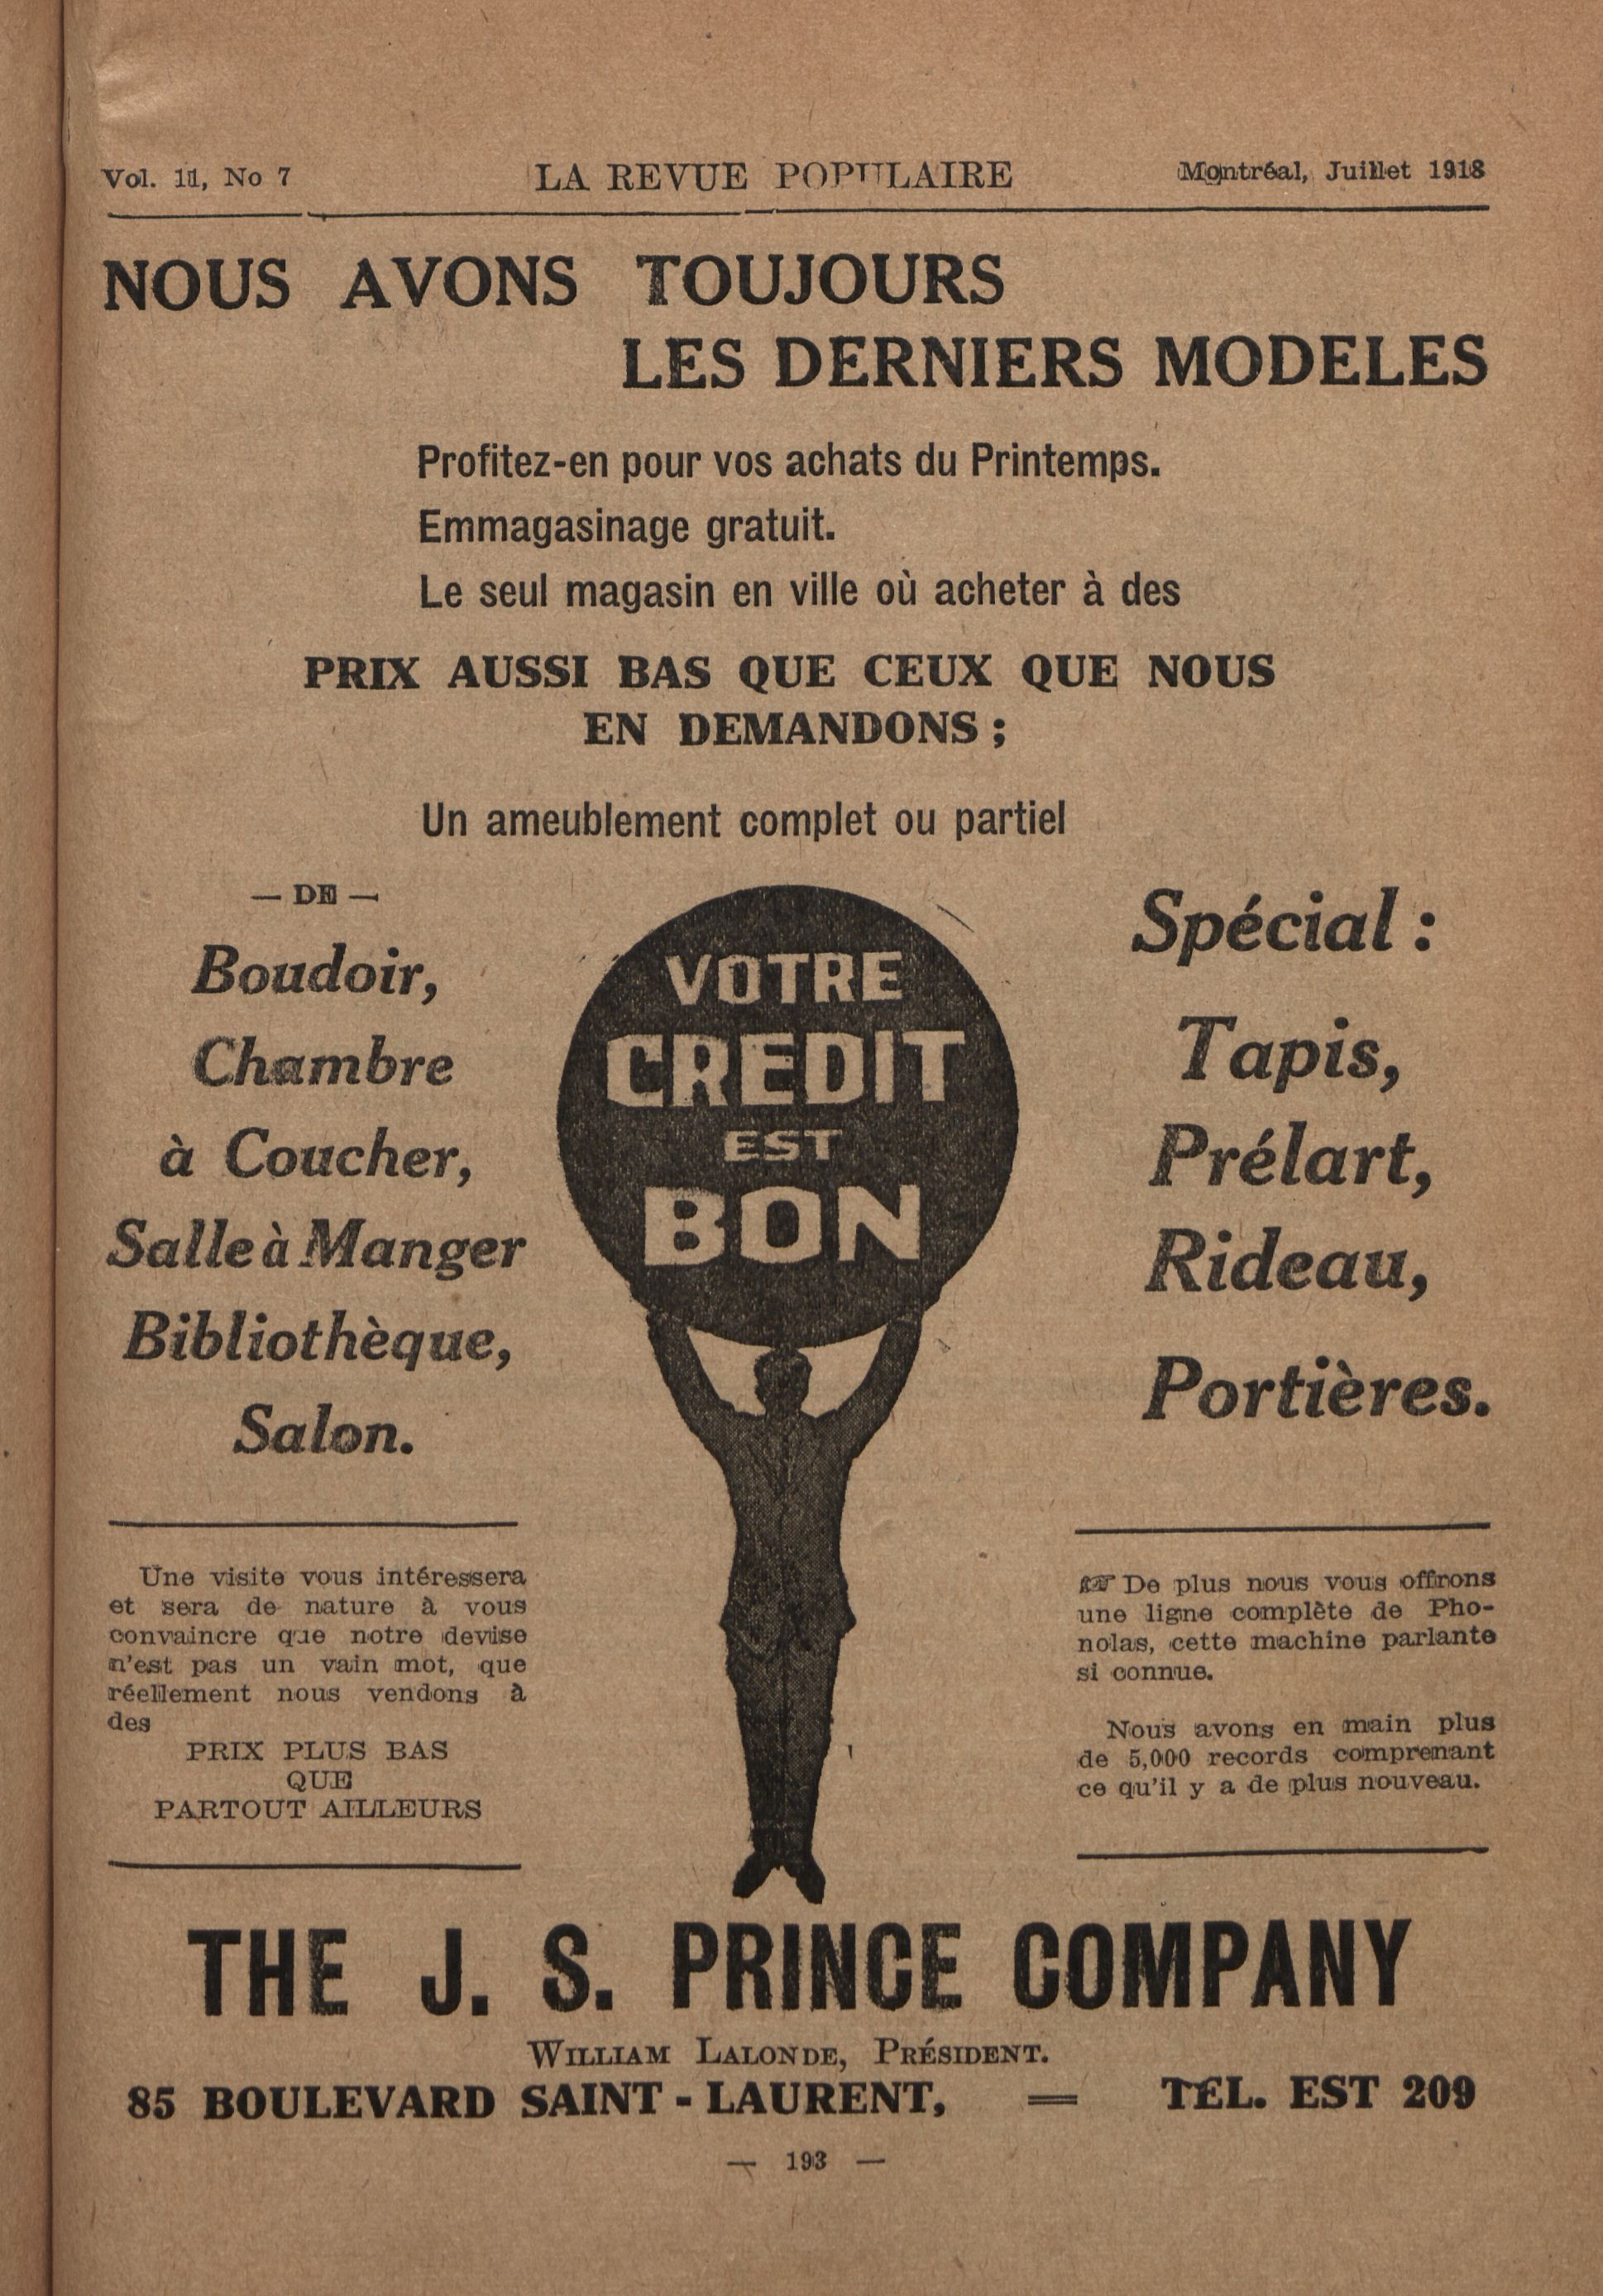 Vol. 11, No 7
LA REVUE POPULAIRE
Montréal, Juillet 1918
NOUS AVONS TOUJOURS
LES DERNIERS MODELES
Profitez-en pour vos achats du Printemps.
Emmagasinage gratuit.
Le seul magasin en ville où acheter à des
PRIX AUSSI BAS QUE CEUX QUE NOUS
EN DEMANDONS ;
Un ameublement complet ou partiel
— DE —
Boudoir,
Chambre
à Coucher,
Salle à Manger
Bibliothèque,
Salon.
VOTRE
CREDIT
EST
BON
Spécial :
Tapis,
Prélart,
Rideau,
Portières.
Une visite vous intéressera
et sera de nature à vous
convaincre que notre devise
n'est pas un vain mot, que
réellement nous vendons à
des
PRIX PLUS BAS
QUE
PARTOUT AILLEURS
☞ De plus nous vous offrons
une ligne complète de Pho-
nolas, cette machine parlante
si connue.
Nous avons en main plus
de 5,000 records comprenant
ce qu'il y a de plus nouveau.
THE J. S. PRINCE COMPANY
WILLIAM LALONDE, PRÉSIDENT.
85 BOULEVARD SAINT-LAURENT, = TEL. EST 209
— 193 —